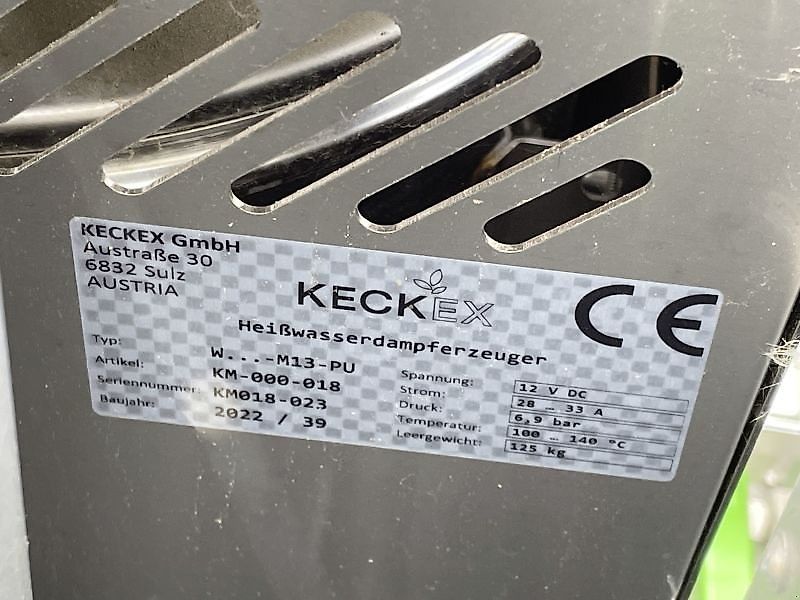 KECKEX GmbH
Austraße 30
6832 Sulz
AUSTRIA
KECKEX
CE
Heißwasserdampferzeuger
Typ: W...-M13-PU
Artikel: KM-000-018
Seriennummer: KM018-023
Baujahr: 2022 / 39
Spannung: 12 V DC
Strom: 28 – 33 A
Druck: 6,9 bar
Temperatur: 100 – 140 °C
Leergewicht: 125 kg